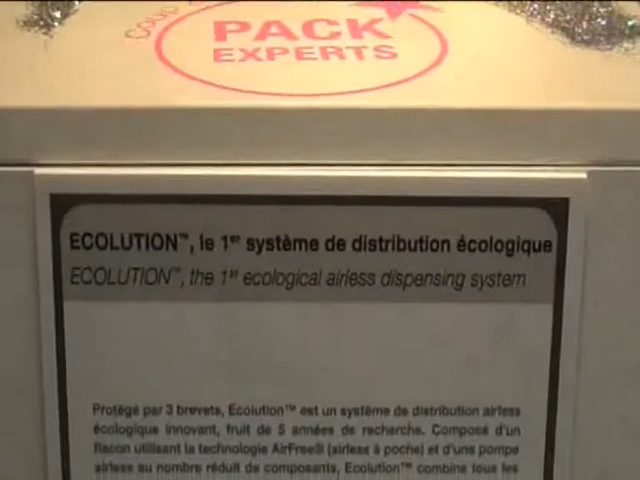 Coup
PACK
EXPERTS
ECOLUTION™, le 1er système de distribution écologique
ECOLUTION™, the 1st ecological airless dispensing system
Protégé par 3 brevets, Ecolution™ est un système de distribution airless
écologique innovant, fruit de 5 années de recherche. Composé d'un
flacon utilisant la technologie AirFree® (airless à poche) et d'une pompe
airless au nombre réduit de composants, Ecolution™ combine tous les